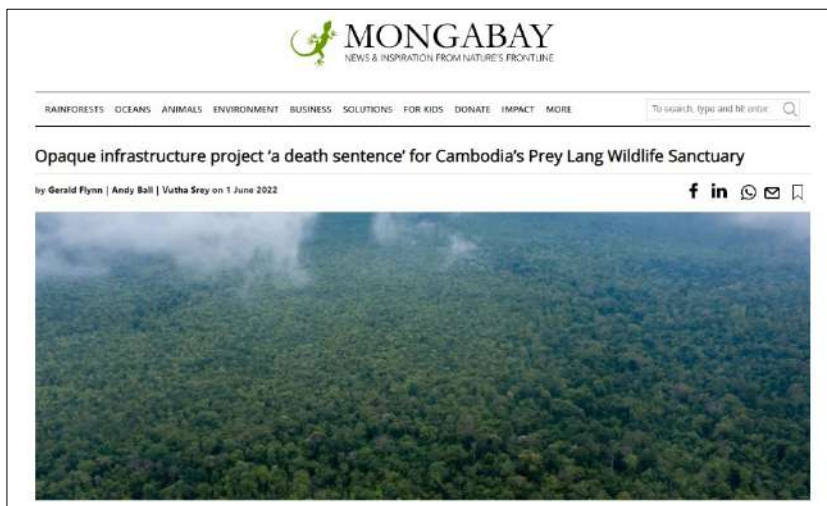 MONGABAY
NEWS & INSPIRATION FROM NATURE'S FRONTLINE
RAINFORESTS OCEANS ANIMALS ENVIRONMENT BUSINESS SOLUTIONS FOR KIDS DONATE IMPACT MORE To search, type and hit enter
Opaque infrastructure project 'a death sentence' for Cambodia's Prey Lang Wildlife Sanctuary
by Gerald Flynn | Andy Ball | Vutha Srey on 1 June 2022